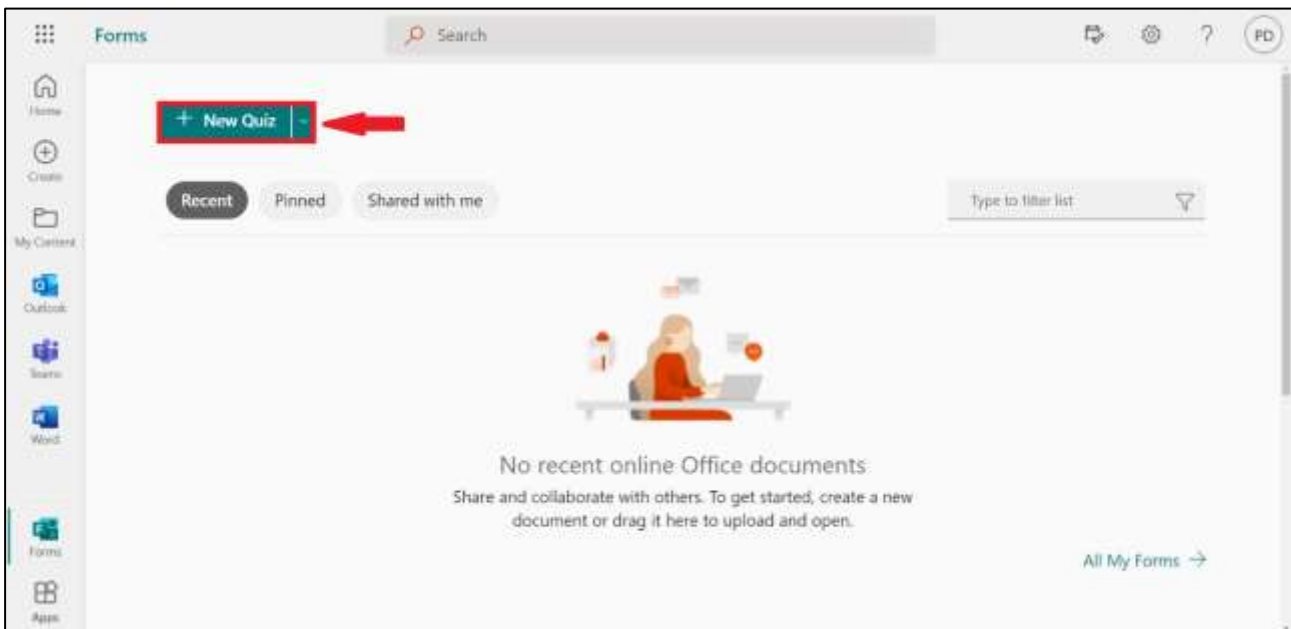 Forms
Search
?
PD
Home
Create
My Content
Outlook
Teams
Word
Forms
Apps
+ New Quiz
Recent
Pinned
Shared with me
Type to filter list
No recent online Office documents
Share and collaborate with others. To get started, create a new
document or drag it here to upload and open.
All My Forms →